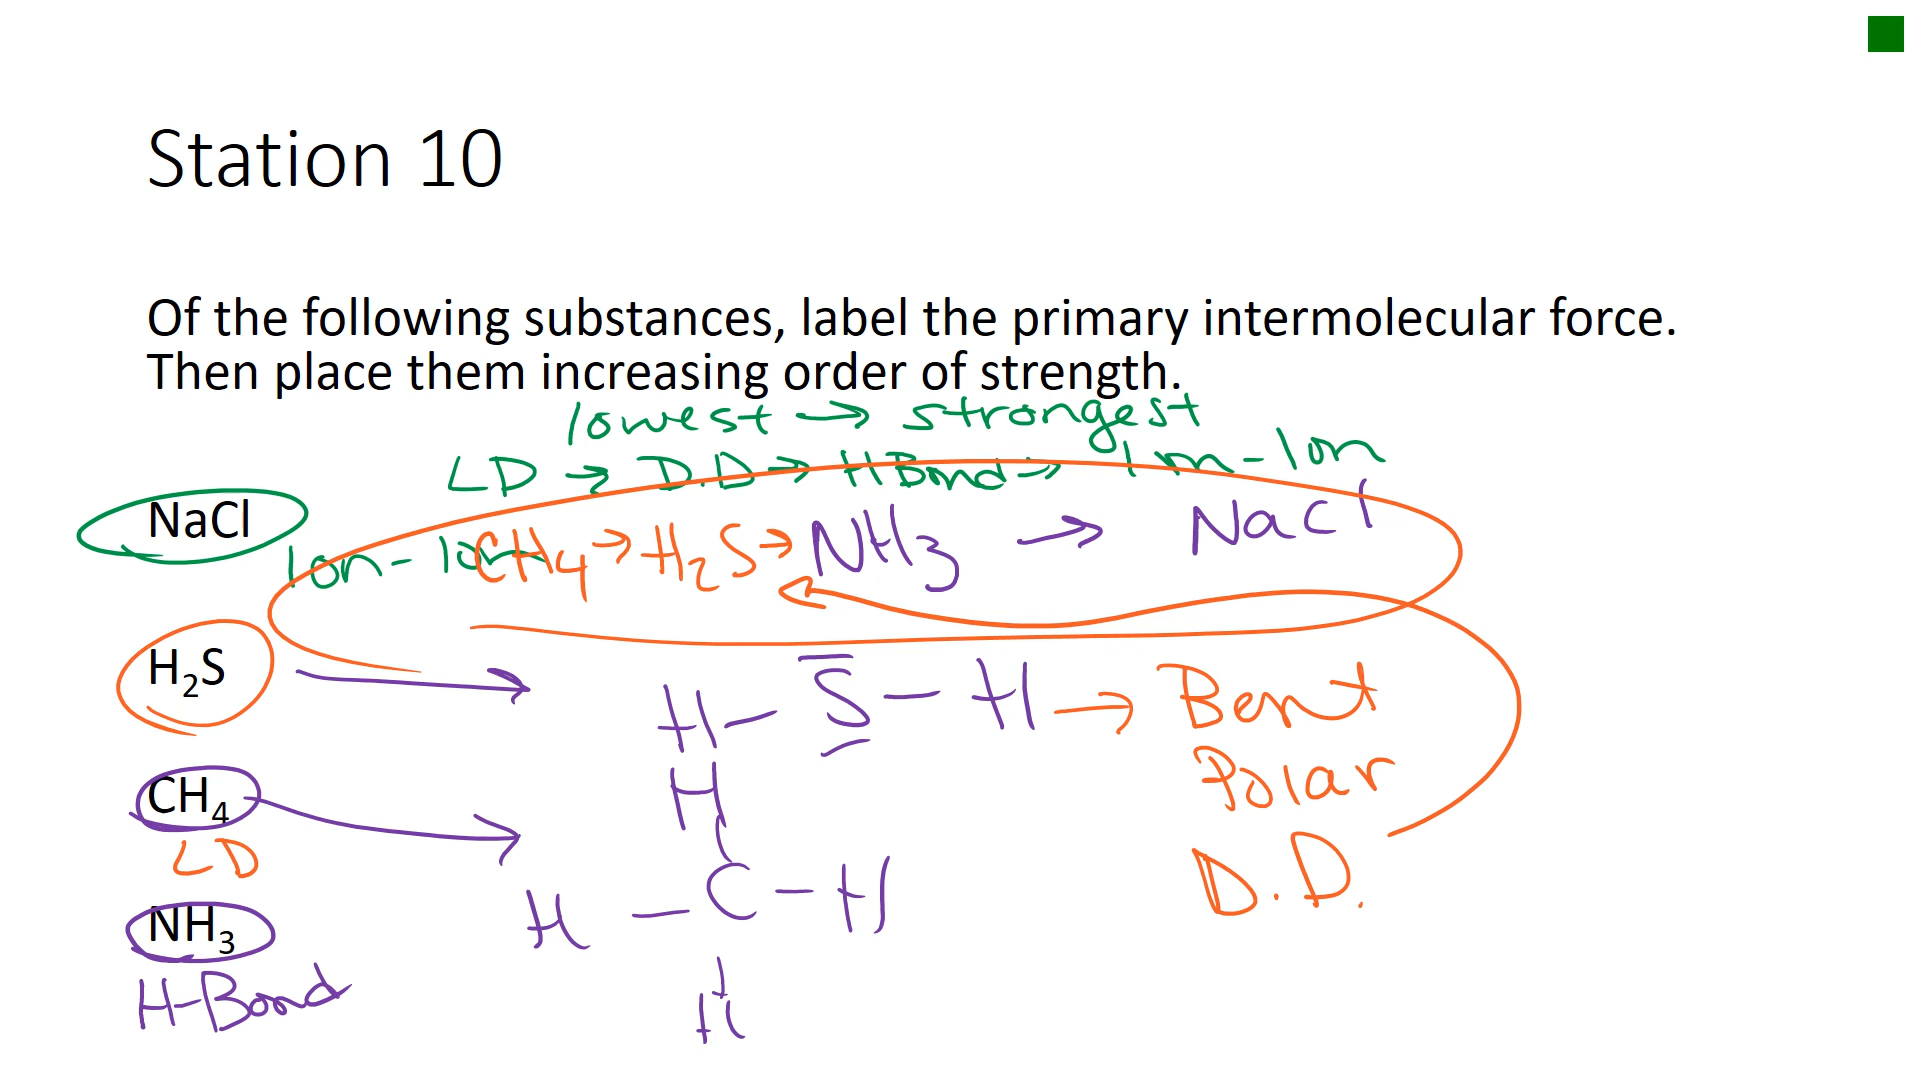 Station 10
Of the following substances, label the primary intermolecular force.
Then place them increasing order of strength.
lowest → strongest
LD → D.D → H Bond → Ion-Ion
NaCl
Ion-Ion
CH4 → H2S → NH3 → NaCl
H₂S
H-S-H → Bent
Polar
D.D.
CH₄
LD
H
H-C-H
H
NH₃
H-Bond